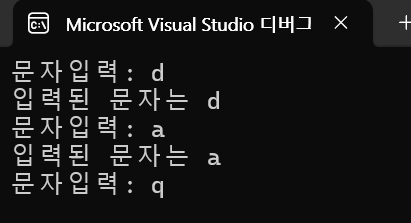 Microsoft Visual Studio 디버그
문자입력: d
입력된 문자는 d
문자입력: a
입력된 문자는 a
문자입력: q